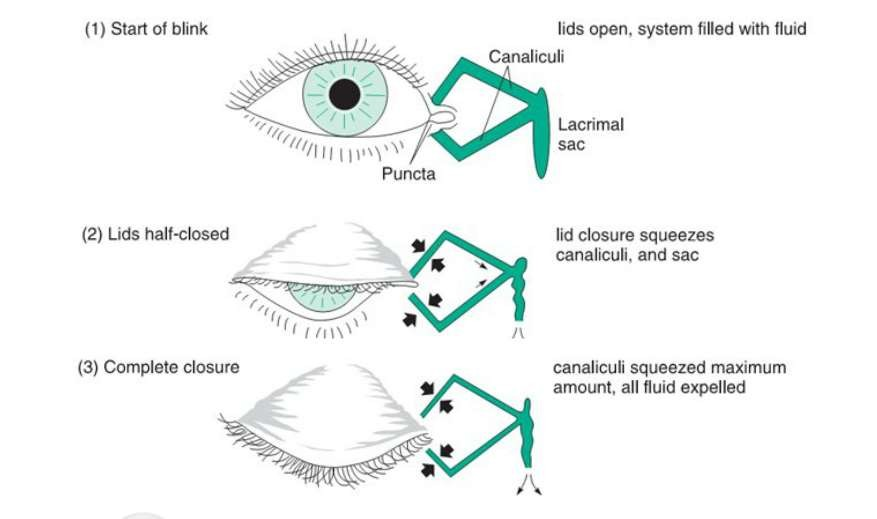 (1) Start of blink
lids open, system filled with fluid
Canaliculi
Lacrimal
sac
Puncta
(2) Lids half-closed
lid closure squeezes
canaliculi, and sac
(3) Complete closure
canaliculi squeezed maximum
amount, all fluid expelled